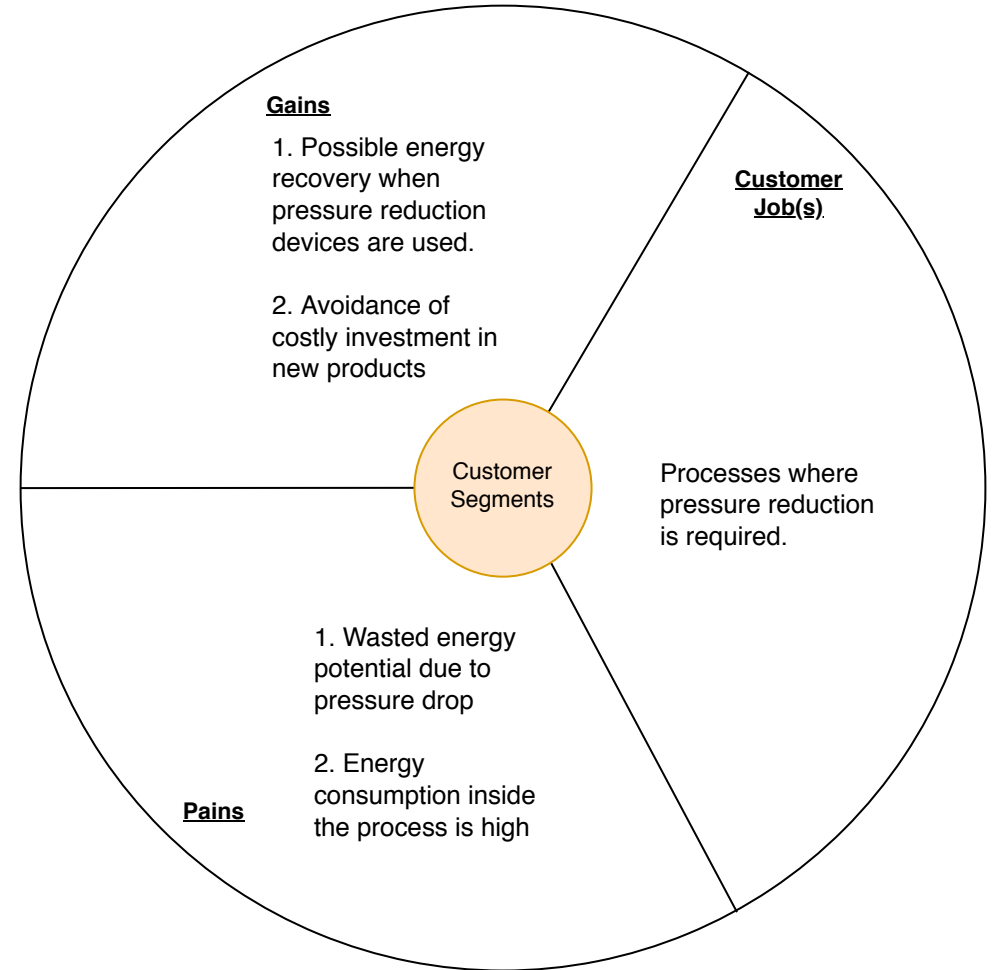 Gains
1. Possible energy
recovery when
pressure reduction
devices are used.
2. Avoidance of
costly investment in
new products
Customer
Job(s)
Processes where
pressure reduction
is required.
Customer
Segments
1. Wasted energy
potential due to
pressure drop
2. Energy
consumption inside
the process is high
Pains